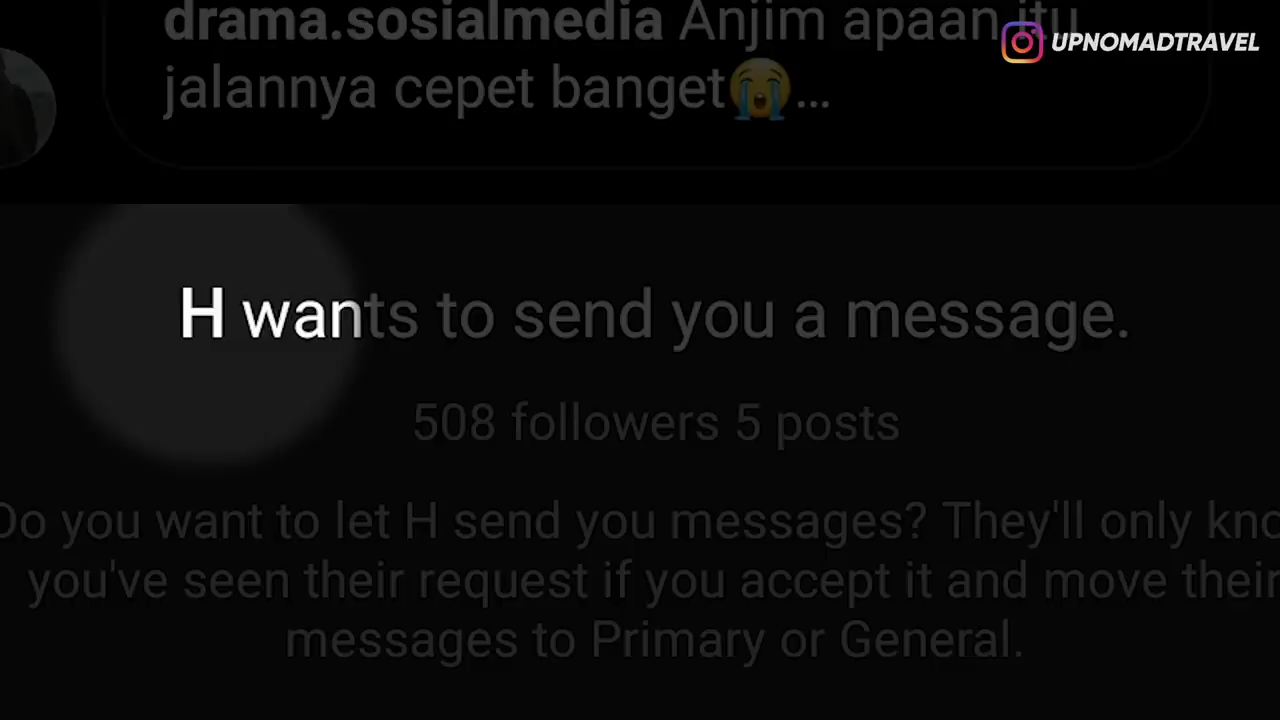 drama.sosialmedia Anjim apaan itu
UPNOMADTRAVEL
jalannya cepet banget😭...
H wants to send you a message.
508 followers 5 posts
Do you want to let H send you messages? They'll only kno
you've seen their request if you accept it and move their
messages to Primary or General.